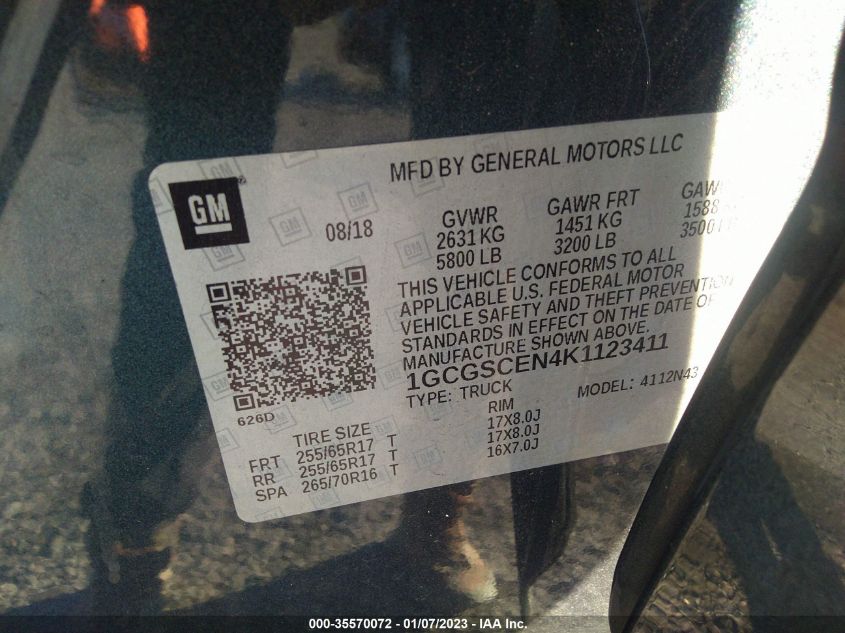 MFD BY GENERAL MOTORS LLC
GM
08/18
GVWR GAWR FRT
2631 KG 1451 KG 1588
5800 LB 3200 LB 3500
THIS VEHICLE CONFORMS TO ALL
APPLICABLE U.S. FEDERAL MOTOR
VEHICLE SAFETY AND THEFT PREVENTION
STANDARDS IN EFFECT ON THE DATE OF
MANUFACTURE SHOWN ABOVE.
1GCGSCEN4K1123411
TYPE: TRUCK MODEL: 4112N43
626D
TIRE SIZE RIM
FRT 255/65R17 T 17X8.0J
RR 255/65R17 T 17X8.0J
SPA 265/70R16 T 16X7.0J
000-35570072 - 01/07/2023 - IAA Inc.